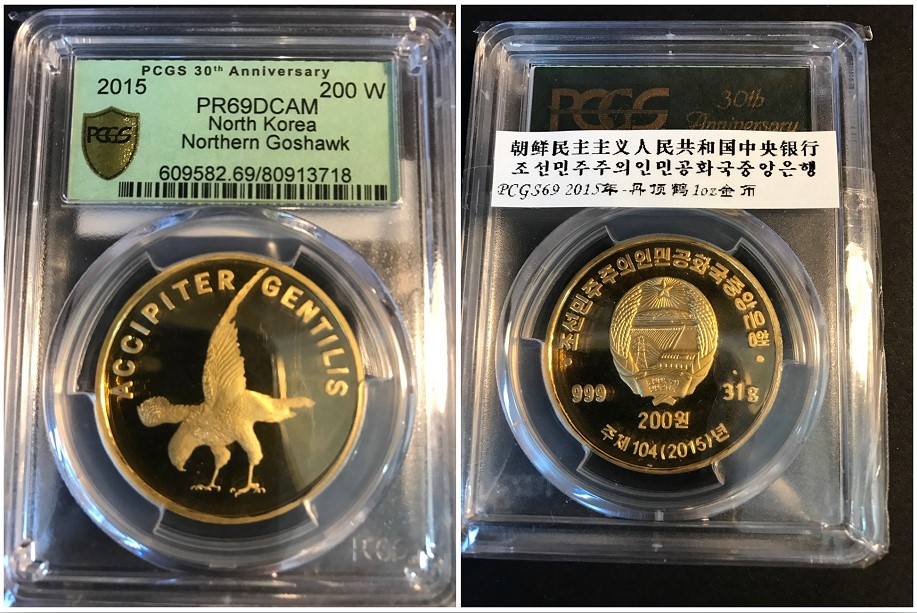 PCGS 30th Anniversary
2015
200 W
PR69DCAM
North Korea
Northern Goshawk
PCGS
609582.69/80913718
ACCIPITER GENTILIS
PCGS
PCGS
30th
Anniversary
朝鲜民主主义人民共和国中央银行
조선민주주의인민공화국중앙은행
PCGS69 2015年-丹顶鹤1oz金币
조선민주주의인민공화국중앙은행
999
31g
200원
주체104(2015)년